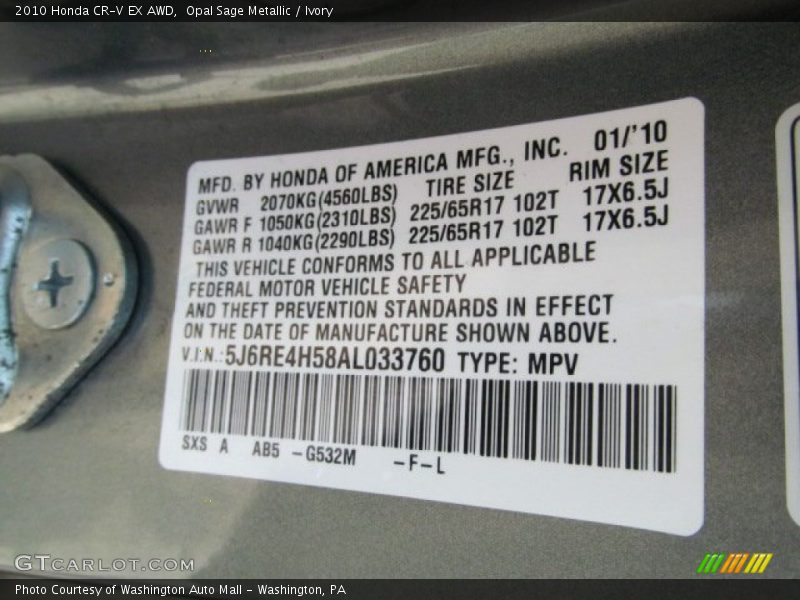 2010 Honda CR-V EX AWD,  Opal Sage Metallic / Ivory
MFD. BY HONDA OF AMERICA MFG., INC. 01/'10
GVWR 2070KG(4560LBS) TIRE SIZE RIM SIZE
GAWR F 1050KG(2310LBS) 225/65R17 102T 17X6.5J
GAWR R 1040KG(2290LBS) 225/65R17 102T 17X6.5J
THIS VEHICLE CONFORMS TO ALL APPLICABLE
FEDERAL MOTOR VEHICLE SAFETY
AND THEFT PREVENTION STANDARDS IN EFFECT
ON THE DATE OF MANUFACTURE SHOWN ABOVE.
V.I.N.: 5J6RE4H58AL033760 TYPE: MPV
SXS A AB5 -G532M -F-L
GTCARLOT.COM
Photo Courtesy of Washington Auto Mall - Washington, PA